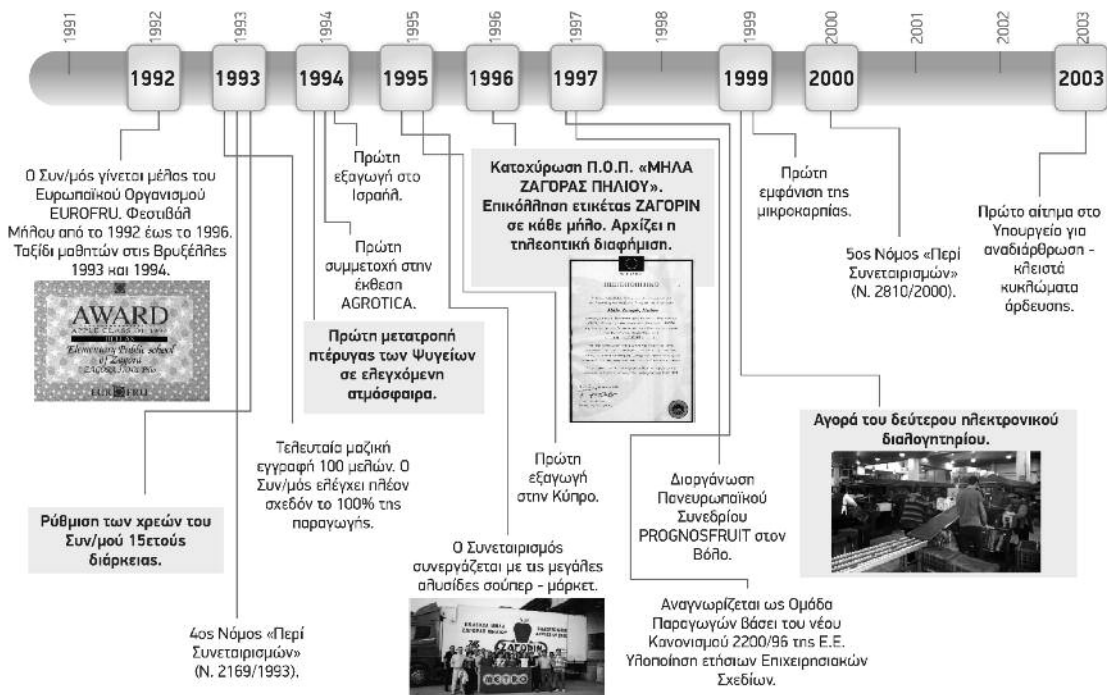 1991
1992
1993
1994
1995
1996
1997
1998
1999
2000
2001
2002
2003
1992
1993
1994
1995
1996
1997
1999
2000
2003
Ο Συν/μός γίνεται μέλος του
Ευρωπαϊκού Οργανισμού
EUROFRU. Φεστιβάλ
Μήλου από το 1992 έως το 1996.
Ταξίδι μαθητών στις Βρυξέλλες
1993 και 1994.
AWARD
HELLAS
Elementary Public school
of Zagora
EUROFRU
Ρύθμιση των χρεών του
Συν/μού 15ετούς
διάρκειας.
4ος Νόμος «Περί
Συνεταιρισμών»
(Ν. 2169/1993).
Τελευταία μαζική
εγγραφή 100 μελών. Ο
Συν/μός ελέγχει πλέον
σχεδόν το 100% της
παραγωγής.
Πρώτη
εξαγωγή στο
Ισραήλ.
Πρώτη
συμμετοχή στην
έκθεση
AGROTICA.
Πρώτη μετατροπή
πτέρυγας των Ψυγείων
σε ελεγχόμενη
ατμόσφαιρα.
Ο Συνεταιρισμός
συνεργάζεται με τις μεγάλες
αλυσίδες σούπερ - μάρκετ.
ΖΑΓΟΡΙΝ
METRO
Πρώτη
εξαγωγή
στην Κύπρο.
Κατοχύρωση Π.Ο.Π. «ΜΗΛΑ
ΖΑΓΟΡΑΣ ΠΗΛΙΟΥ».
Επικόλληση ετικέτας ΖΑΓΟΡΙΝ
σε κάθε μήλο. Αρχίζει η
τηλεοπτική διαφήμιση.
ΠΙΣΤΟΠΟΙΗΤΙΚΟ
Διοργάνωση
Πανευρωπαϊκού
Συνεδρίου
PROGNOSFRUIT στον
Βόλο.
Αναγνωρίζεται ως Ομάδα
Παραγωγών βάσει του νέου
Κανονισμού 2200/96 της Ε.Ε.
Υλοποίηση ετήσιων Επιχειρησιακών
Σχεδίων.
Πρώτη
εμφάνιση της
μικροκαρπίας.
Αγορά του δεύτερου ηλεκτρονικού
διαλογητηρίου.
5ος Νόμος «Περί
Συνεταιρισμών»
(Ν. 2810/2000).
Πρώτο αίτημα στο
Υπουργείο για
αναδιάρθρωση -
κλειστά
κυκλώματα
άρδευσης.